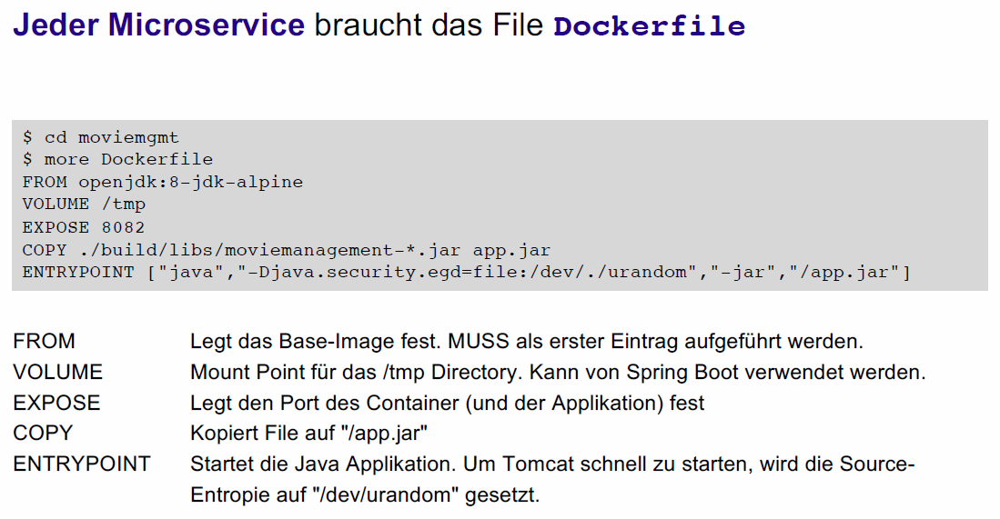 Jeder Microservice braucht das File Dockerfile
$ cd moviemgmt
$ more Dockerfile
FROM openjdk:8-jdk-alpine
VOLUME /tmp
EXPOSE 8082
COPY ./build/libs/moviemanagement-*.jar app.jar
ENTRYPOINT ["java","-Djava.security.egd=file:/dev/./urandom","-jar","/app.jar"]
FROM Legt das Base-Image fest. MUSS als erster Eintrag aufgeführt werden.
VOLUME Mount Point für das /tmp Directory. Kann von Spring Boot verwendet werden.
EXPOSE Legt den Port des Container (und der Applikation) fest
COPY Kopiert File auf "/app.jar"
ENTRYPOINT Startet die Java Applikation. Um Tomcat schnell zu starten, wird die Source-
Entropie auf "/dev/urandom" gesetzt.